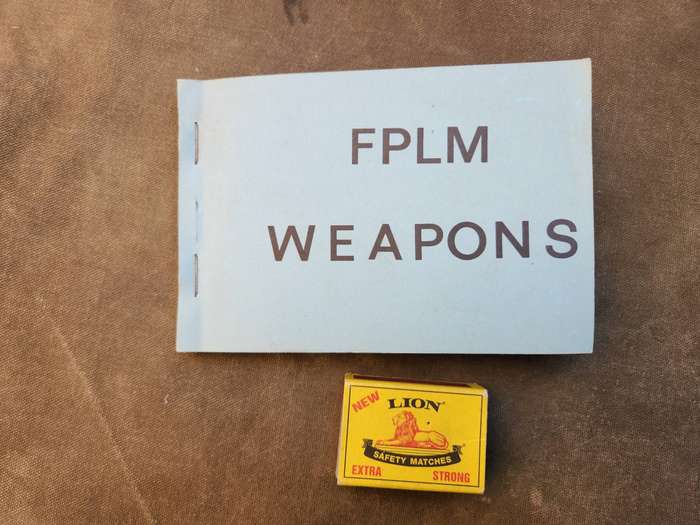 FPLM
WEAPONS
NEW
LION
SAFETY MATCHES
EXTRA STRONG